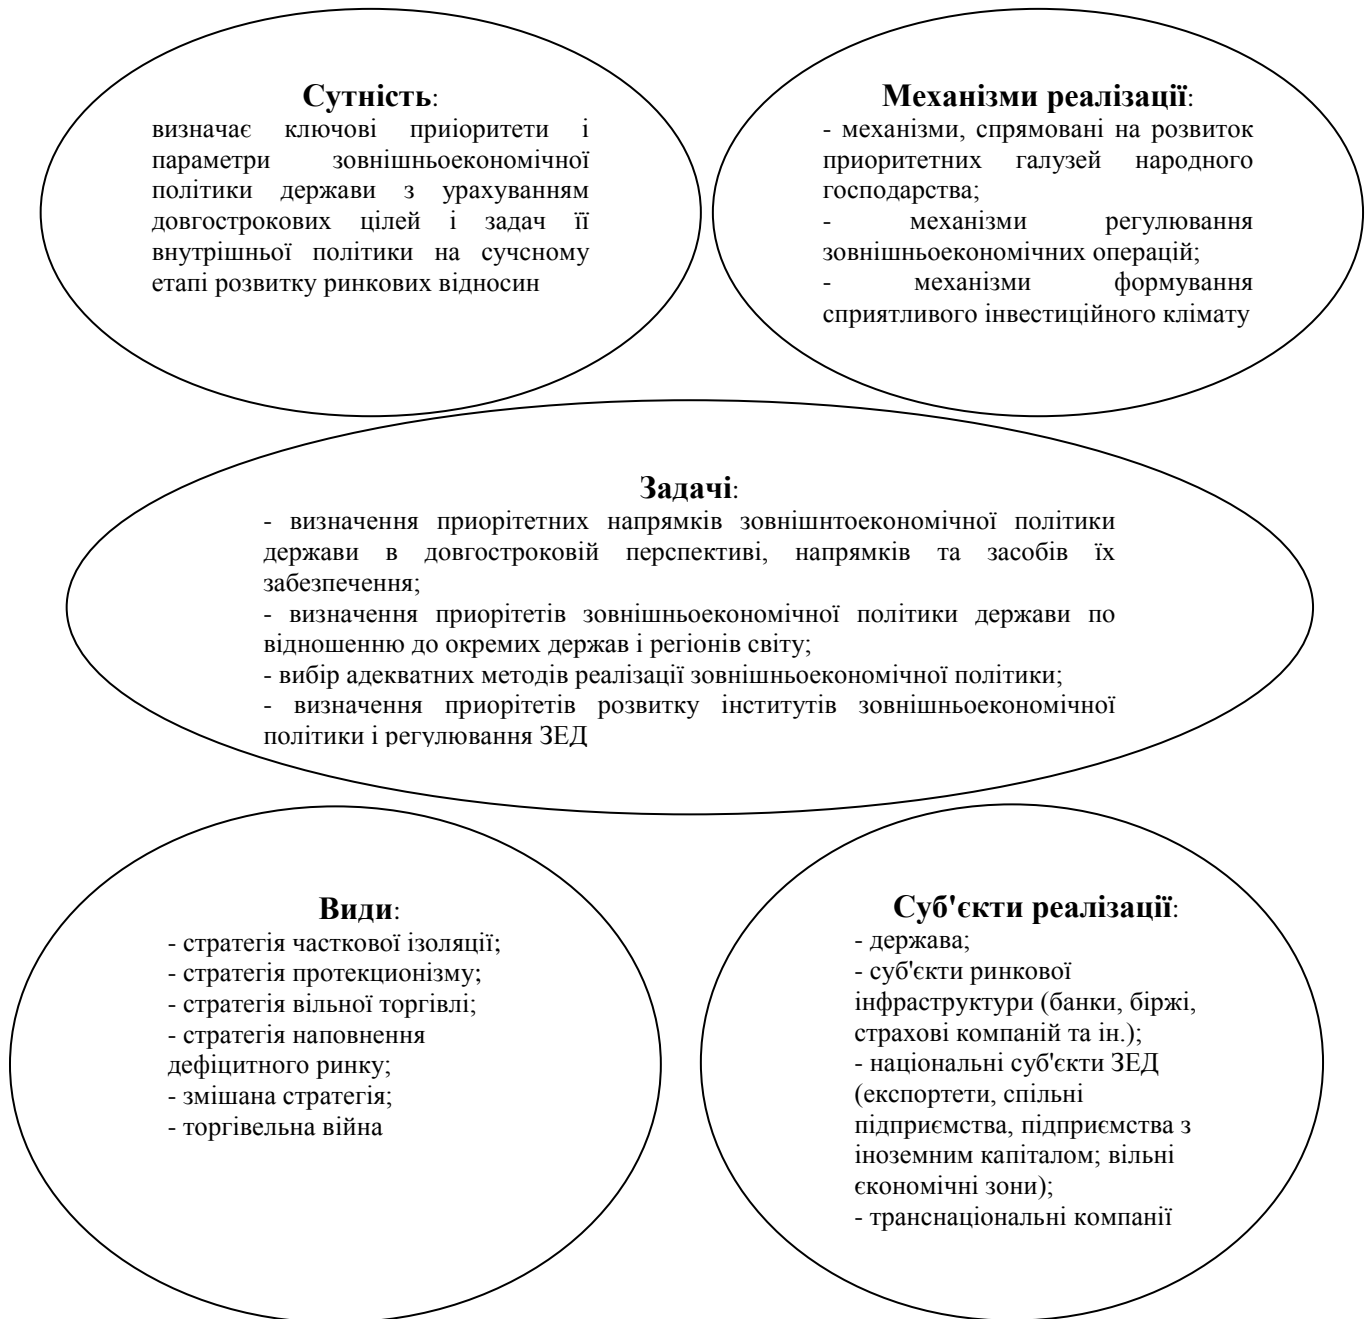 Сутність:
визначає ключові приіоритети і
параметри зовнішньоекономічної
політики держави з урахуванням
довгострокових цілей і задач її
внутрішньої політики на сучсному
етапі розвитку ринкових відносин
Механізми реалізації:
- механізми, спрямовані на розвиток
приоритетних галузей народного
господарства;
- механізми регулювання
зовнішньоекономічних операцій;
- механізми формування
сприятливого інвестиційного клімату
Задачі:
- визначення приорітетних напрямків зовнішнтоекономічної політики
держави в довгостроковій перспективі, напрямків та засобів їх
забезпечення;
- визначення приорітетів зовнішньоекономічної політики держави по
відношенню до окремих держав і регіонів світу;
- вибір адекватних методів реалізації зовнішньоекономічної політики;
- визначення приорітетів розвитку інститутів зовнішньоекономічної
політики і регулювання ЗЕД
Види:
- стратегія часткової ізоляції;
- стратегія протекционізму;
- стратегія вільної торгівлі;
- стратегія наповнення
дефіцитного ринку;
- змішана стратегія;
- торгівельна війна
Суб'єкти реалізації:
- держава;
- суб'єкти ринкової
інфраструктури (банки, біржі,
страхові компаній та ін.);
- національні суб'єкти ЗЕД
(експортети, спільні
підприємства, підприємства з
іноземним капіталом; вільні
єкономічні зони);
- транснаціональні компанії